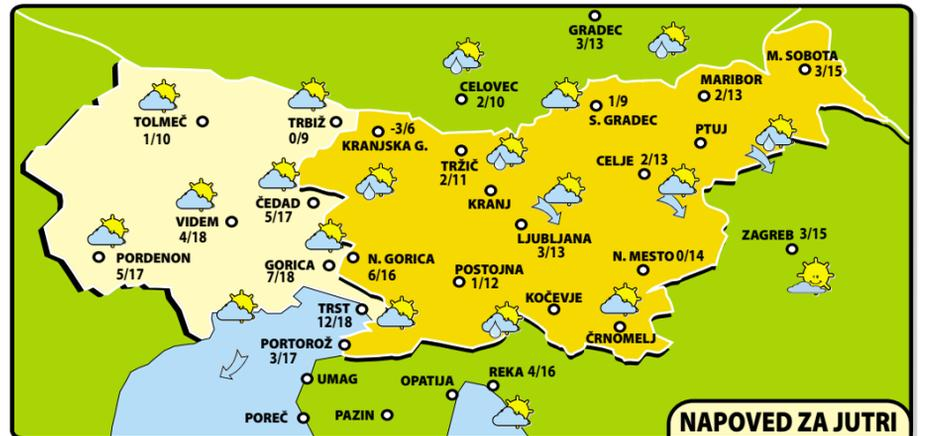 GRADEC
3/13
M. SOBOTA
3/15
CELOVEC
2/10
MARIBOR
2/13
TOLMEČ
1/10
TRBIŽ
0/9
-3/6
KRANJSKA G.
1/9
S. GRADEC
PTUJ
TRŽIČ
2/11
CELJE 2/13
KRANJ
ČEDAD
5/17
VIDEM
4/18
LJUBLJANA
3/13
ZAGREB 3/15
PORDENON
5/17
GORICA
7/18
N. GORICA
6/16
POSTOJNA
1/12
N. MESTO 0/14
KOČEVJE
TRST
12/18
ČRNOMELJ
PORTOROŽ
3/17
UMAG
OPATIJA
REKA 4/16
POREČ
PAZIN
NAPOVED ZA JUTRI